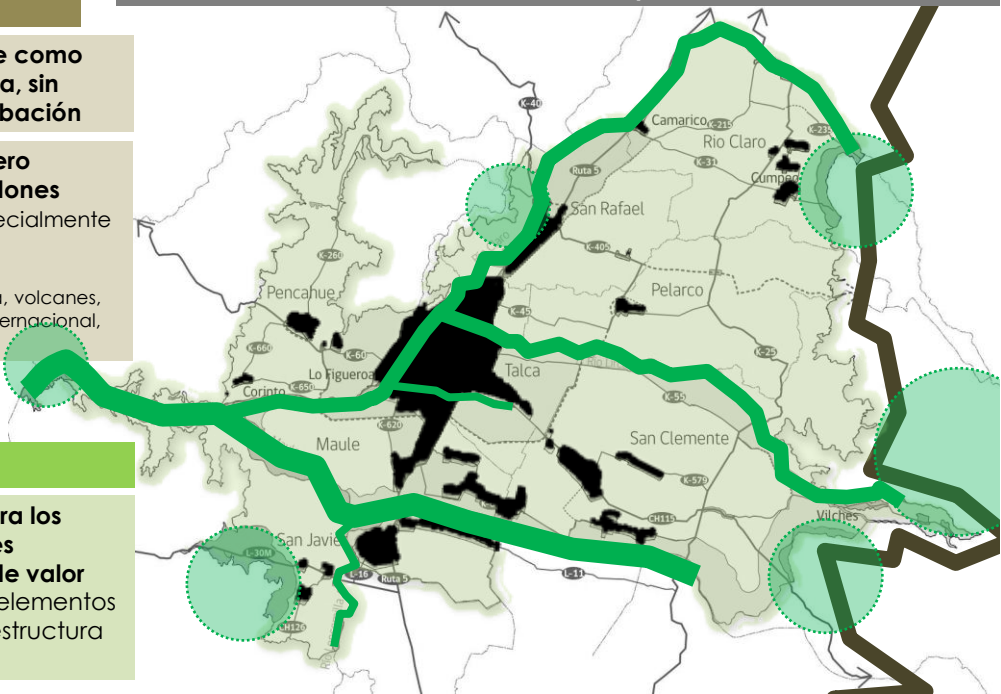 e como
a, sin
bación
ero
lones
ecialmente
a, volcanes,
ernacional,
ra los
es
de valor
elementos
estructura
K-40
Camarico
K-215
Rio Claro
K-235
K-31
Cumpeo
Ruta 5
San Rafael
K-405
K-260
Pencahue
Pelarco
K-45
K-25
K-660
K-60
Lo Figueroa
Talca
Corinto
K-650
K-55
K-620
Maule
San Clemente
K-579
CH115
Vilches
San Javier
L-30M
L-16
Ruta 5
L-11
CH126